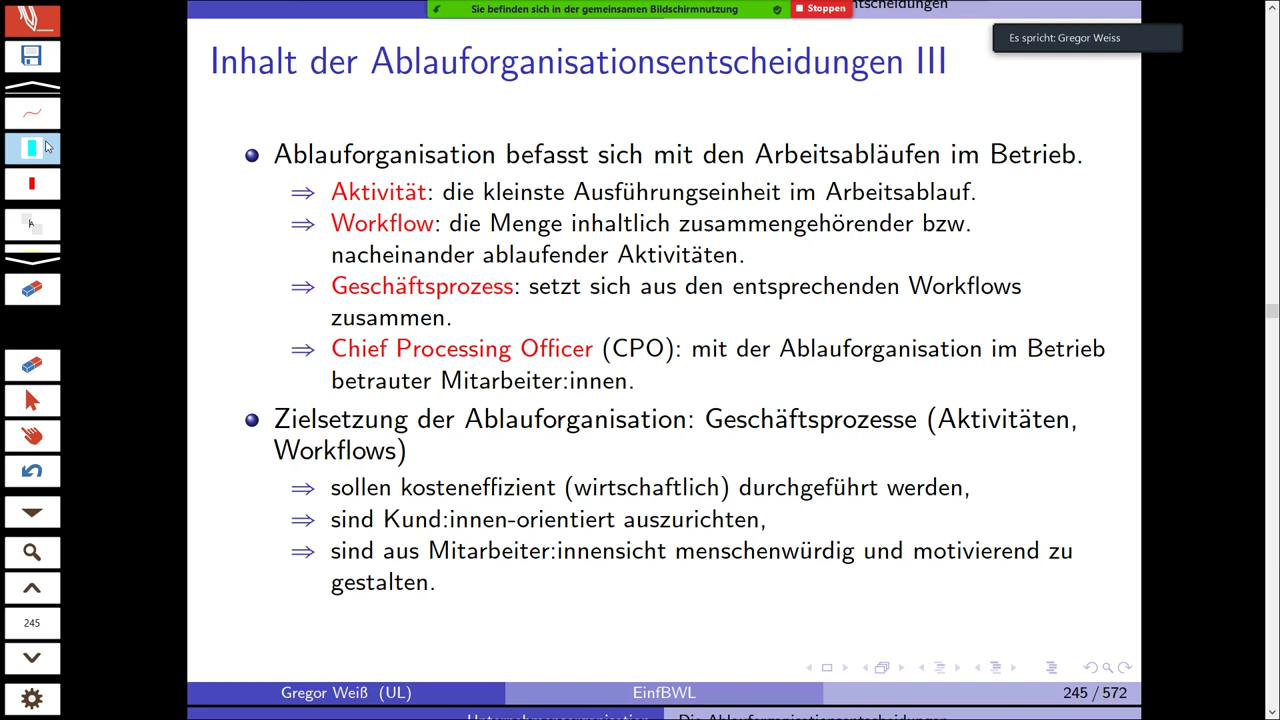 ntscheidungen
Sie befinden sich in der gemeinsamen Bildschirmnutzung
Stoppen
Es spricht: Gregor Weiss
Inhalt der Ablauforganisationsentscheidungen III
Ablauforganisation befasst sich mit den Arbeitsabläufen im Betrieb.
⇒ Aktivität: die kleinste Ausführungseinheit im Arbeitsablauf.
⇒ Workflow: die Menge inhaltlich zusammengehörender bzw.
nacheinander ablaufender Aktivitäten.
⇒ Geschäftsprozess: setzt sich aus den entsprechenden Workflows
zusammen.
⇒ Chief Processing Officer (CPO): mit der Ablauforganisation im Betrieb
betrauter Mitarbeiter:innen.
Zielsetzung der Ablauforganisation: Geschäftsprozesse (Aktivitäten,
Workflows)
⇒ sollen kosteneffizient (wirtschaftlich) durchgeführt werden,
⇒ sind Kund:innen-orientiert auszurichten,
⇒ sind aus Mitarbeiter:innensicht menschenwürdig und motivierend zu
gestalten.
245
Gregor Weiß (UL) EinfBWL 245 / 572
Unternehmensorganisation Die Ablauforganisationsentscheidungen